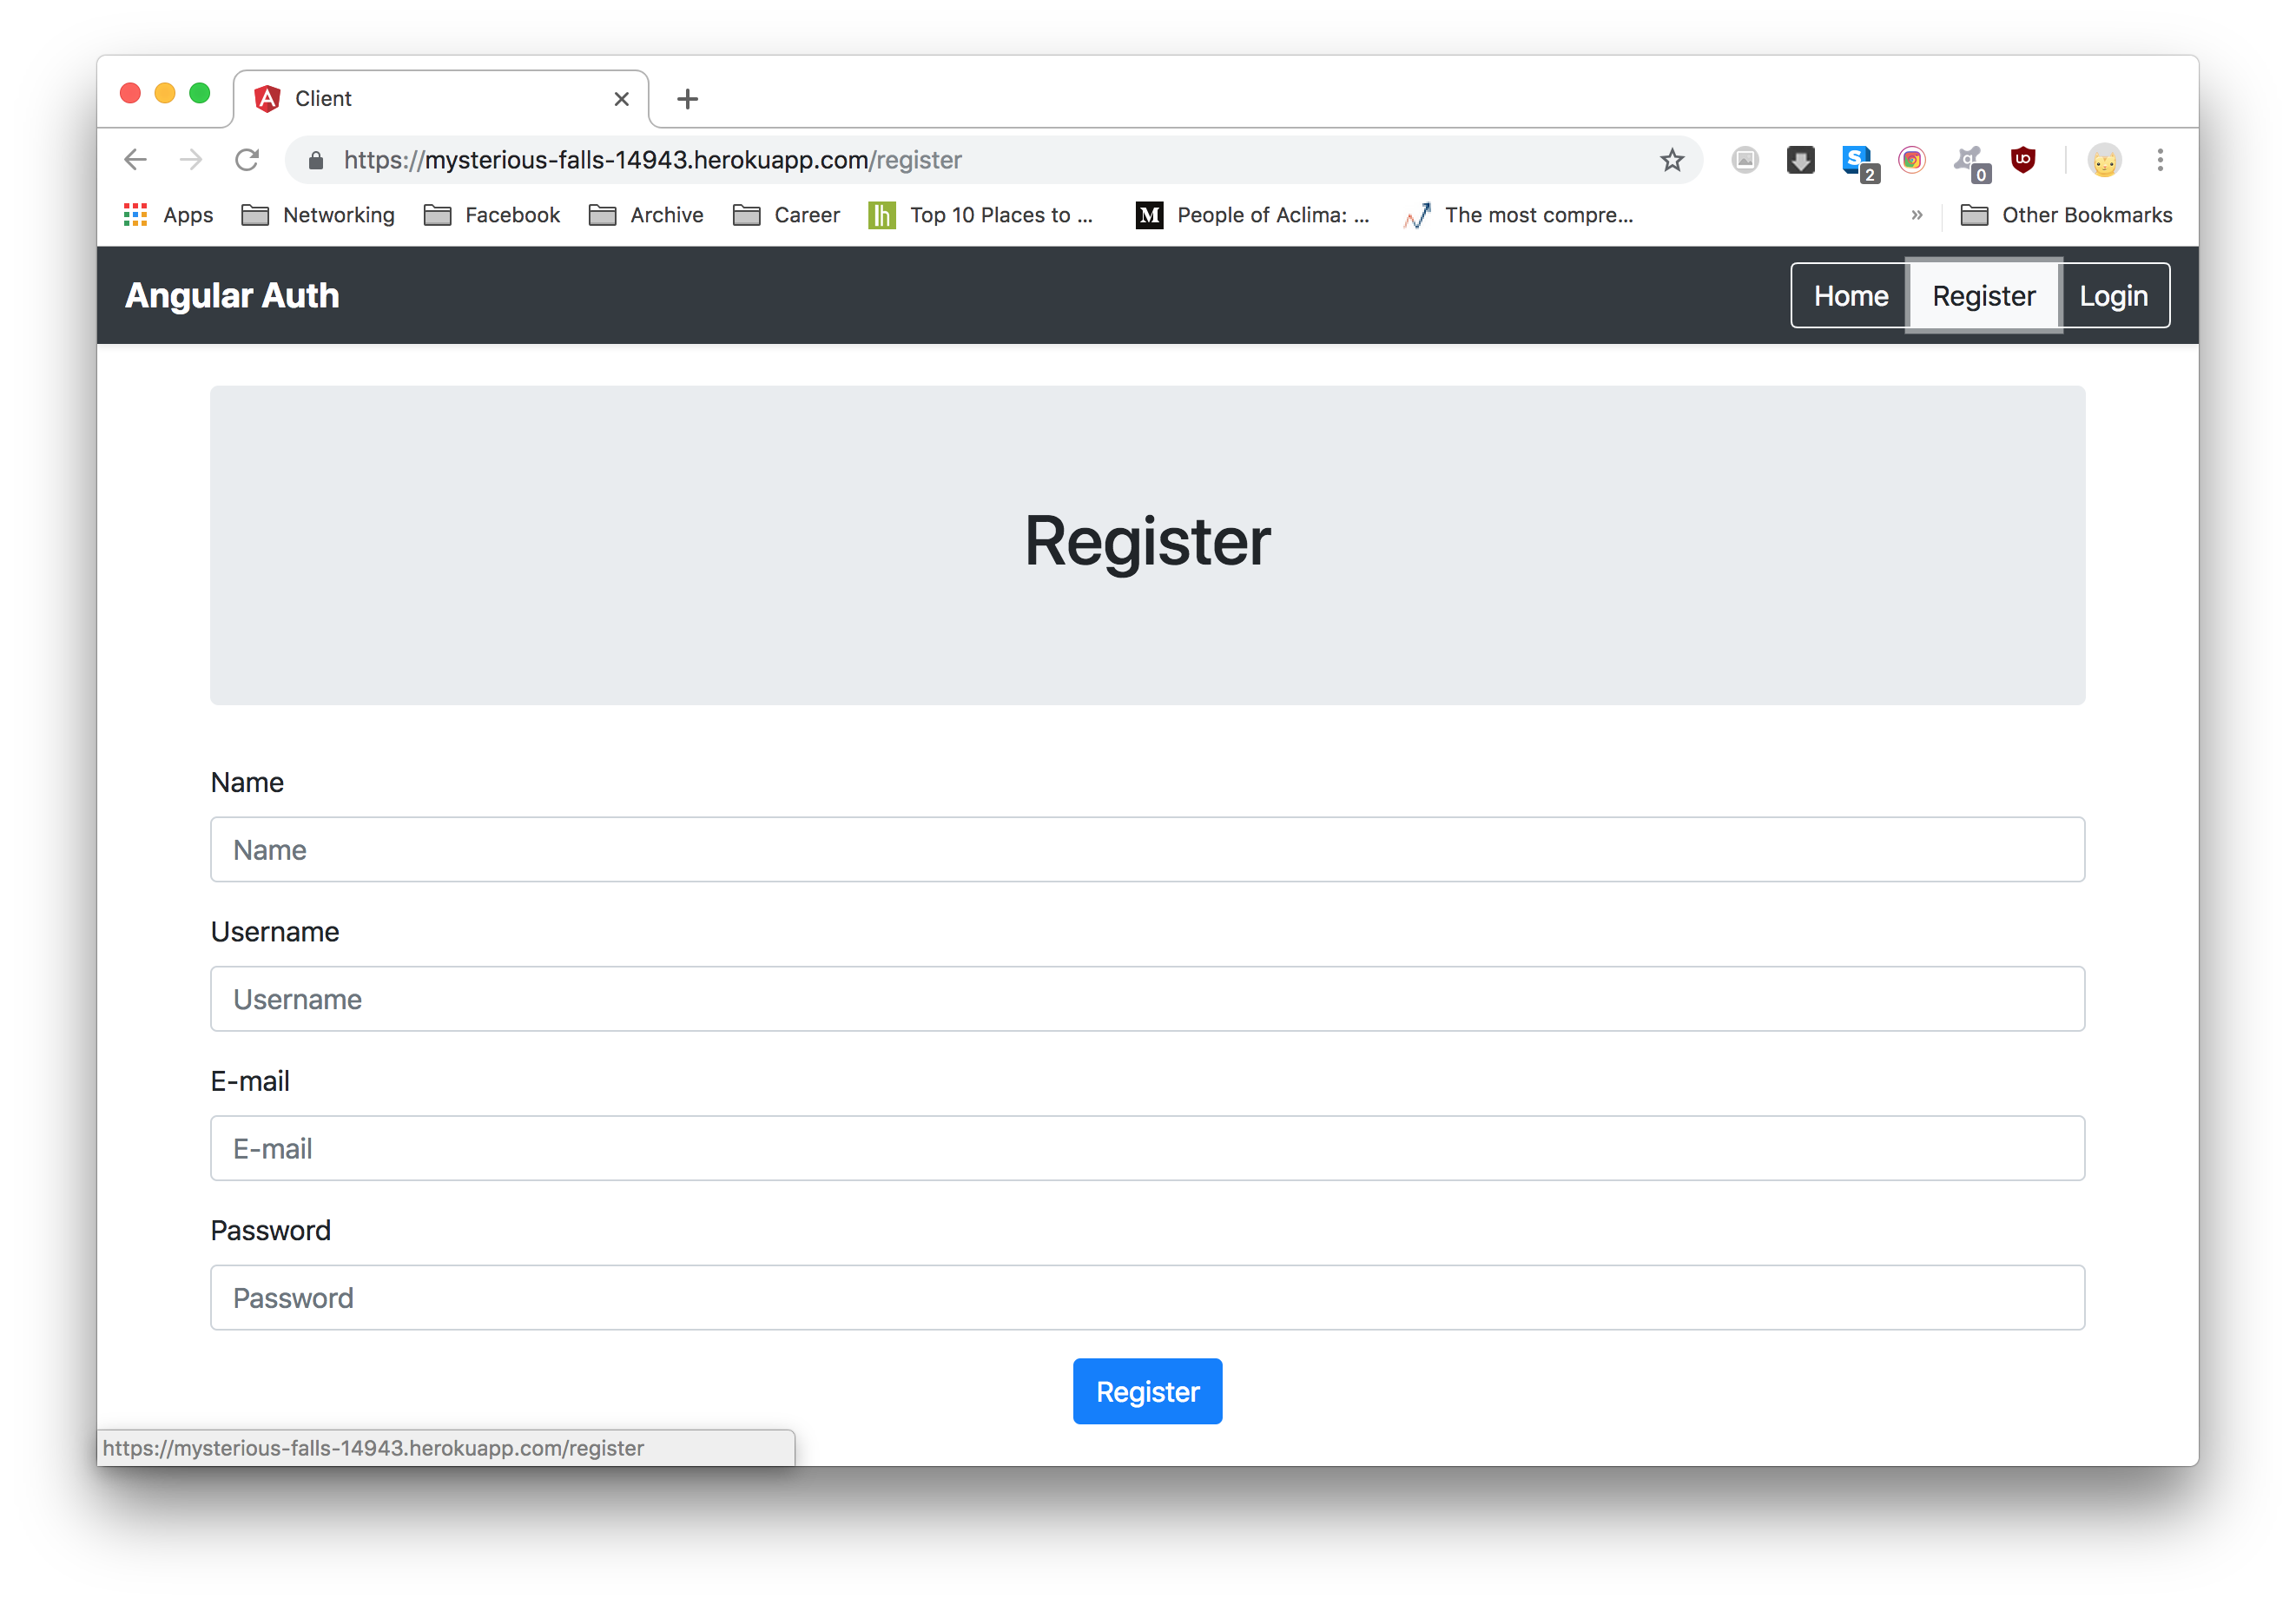 Client
https://mysterious-falls-14943.herokuapp.com/register
2
0
Apps Networking Facebook Archive Career Top 10 Places to ... People of Aclima: ... The most compre... » Other Bookmarks
Angular Auth Home Register Login
Register
Name
Name
Username
Username
E-mail
E-mail
Password
Password
Register
https://mysterious-falls-14943.herokuapp.com/register